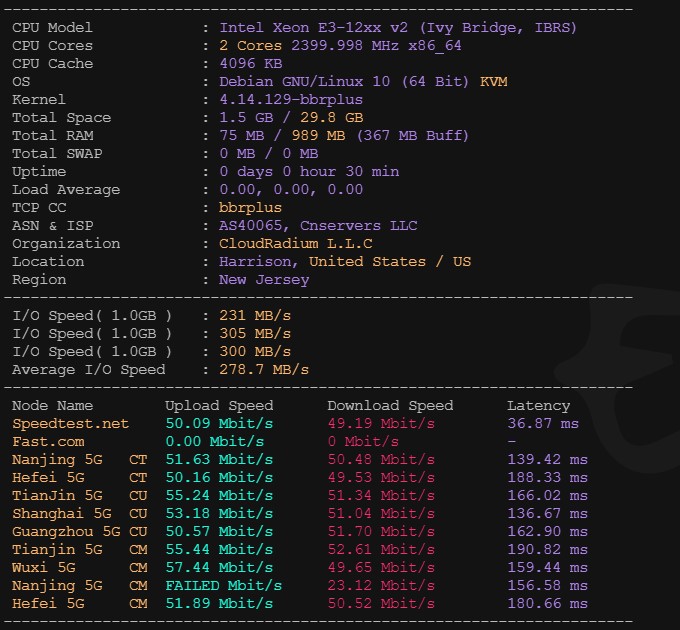 ----------------------------------------------------------------------
CPU Model            : Intel Xeon E3-12xx v2 (Ivy Bridge, IBRS)
CPU Cores            : 2 Cores 2399.998 MHz x86_64
CPU Cache            : 4096 KB
OS                   : Debian GNU/Linux 10 (64 Bit) KVM
Kernel               : 4.14.129-bbrplus
Total Space          : 1.5 GB / 29.8 GB
Total RAM            : 75 MB / 989 MB (367 MB Buff)
Total SWAP           : 0 MB / 0 MB
Uptime               : 0 days 0 hour 30 min
Load Average         : 0.00, 0.00, 0.00
TCP CC               : bbrplus
ASN & ISP            : AS40065, Cnservers LLC
Organization         : CloudRadium L.L.C
Location             : Harrison, United States / US
Region               : New Jersey
----------------------------------------------------------------------
I/O Speed( 1.0GB )   : 231 MB/s
I/O Speed( 1.0GB )   : 305 MB/s
I/O Speed( 1.0GB )   : 300 MB/s
Average I/O Speed    : 278.7 MB/s
----------------------------------------------------------------------
Node Name        Upload Speed      Download Speed      Latency
Speedtest.net    50.09 Mbit/s      49.19 Mbit/s        36.87 ms
Fast.com         0.00 Mbit/s       0 Mbit/s            -
Nanjing 5G   CT  51.63 Mbit/s      50.48 Mbit/s        139.42 ms
Hefei 5G     CT  50.16 Mbit/s      49.53 Mbit/s        188.33 ms
TianJin 5G   CU  55.24 Mbit/s      51.34 Mbit/s        166.02 ms
Shanghai 5G  CU  53.18 Mbit/s      51.04 Mbit/s        136.67 ms
Guangzhou 5G CU  50.57 Mbit/s      51.70 Mbit/s        162.90 ms
Tianjin 5G   CM  55.44 Mbit/s      52.61 Mbit/s        190.82 ms
Wuxi 5G      CM  57.44 Mbit/s      49.65 Mbit/s        159.44 ms
Nanjing 5G   CM  FAILED Mbit/s     23.12 Mbit/s        156.58 ms
Hefei 5G     CM  51.89 Mbit/s      50.52 Mbit/s        180.66 ms
----------------------------------------------------------------------